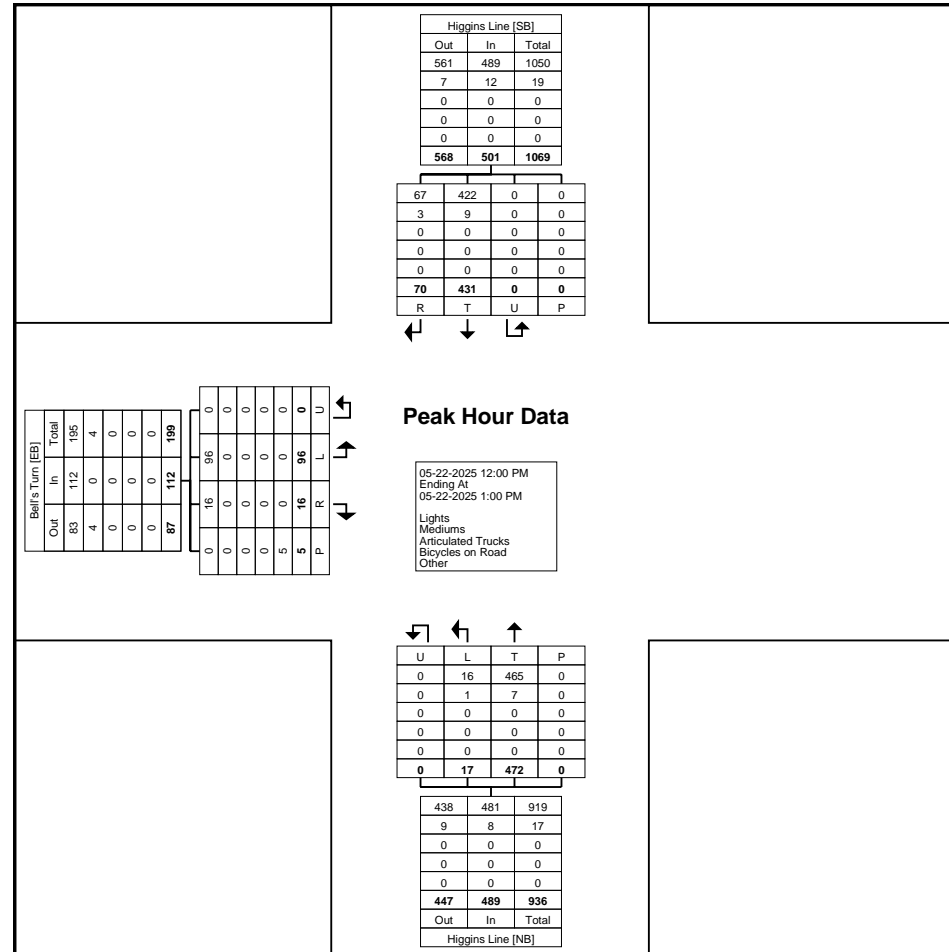 Higgins Line [SB]
Out In Total
561 489 1050
7 12 19
0 0 0
0 0 0
0 0 0
568 501 1069
67 422 0 0
3 9 0 0
0 0 0 0
0 0 0 0
0 0 0 0
70 431 0 0
R T U P
Bell's Turn [EB]
Out In Total
83 112 195
4 0 4
0 0 0
0 0 0
0 0 0
87 112 199
0 16 96 0
0 0 0 0
0 0 0 0
0 0 0 0
5 0 0 0
5 16 96 0
P R L U
Peak Hour Data
05-22-2025 12:00 PM
Ending At
05-22-2025 1:00 PM
Lights
Mediums
Articulated Trucks
Bicycles on Road
Other
U L T P
0 16 465 0
0 1 7 0
0 0 0 0
0 0 0 0
0 0 0 0
0 17 472 0
438 481 919
9 8 17
0 0 0
0 0 0
0 0 0
447 489 936
Out In Total
Higgins Line [NB]